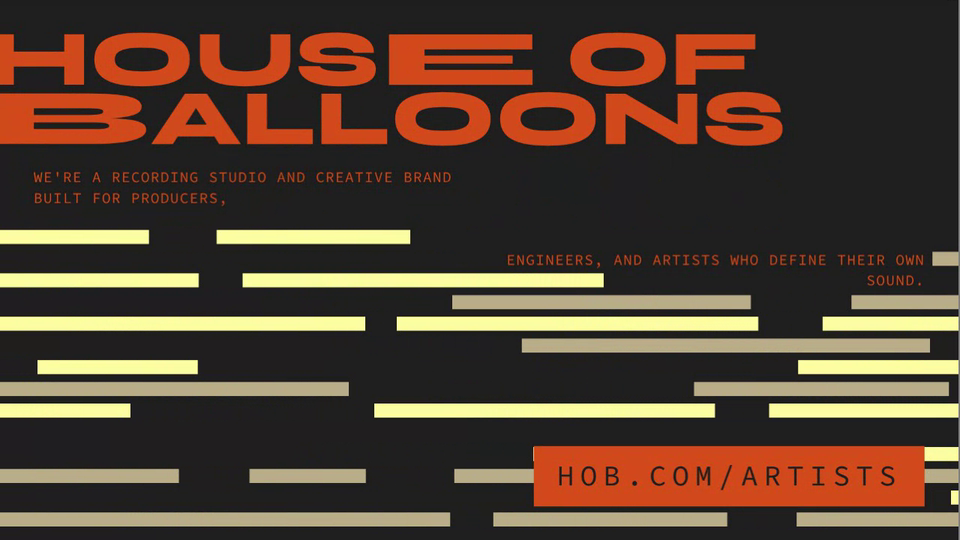 HOUSE OF
BALLOONS
WE'RE A RECORDING STUDIO AND CREATIVE BRAND
BUILT FOR PRODUCERS,
ENGINEERS, AND ARTISTS WHO DEFINE THEIR OWN
SOUND.
HOB.COM/ARTISTS